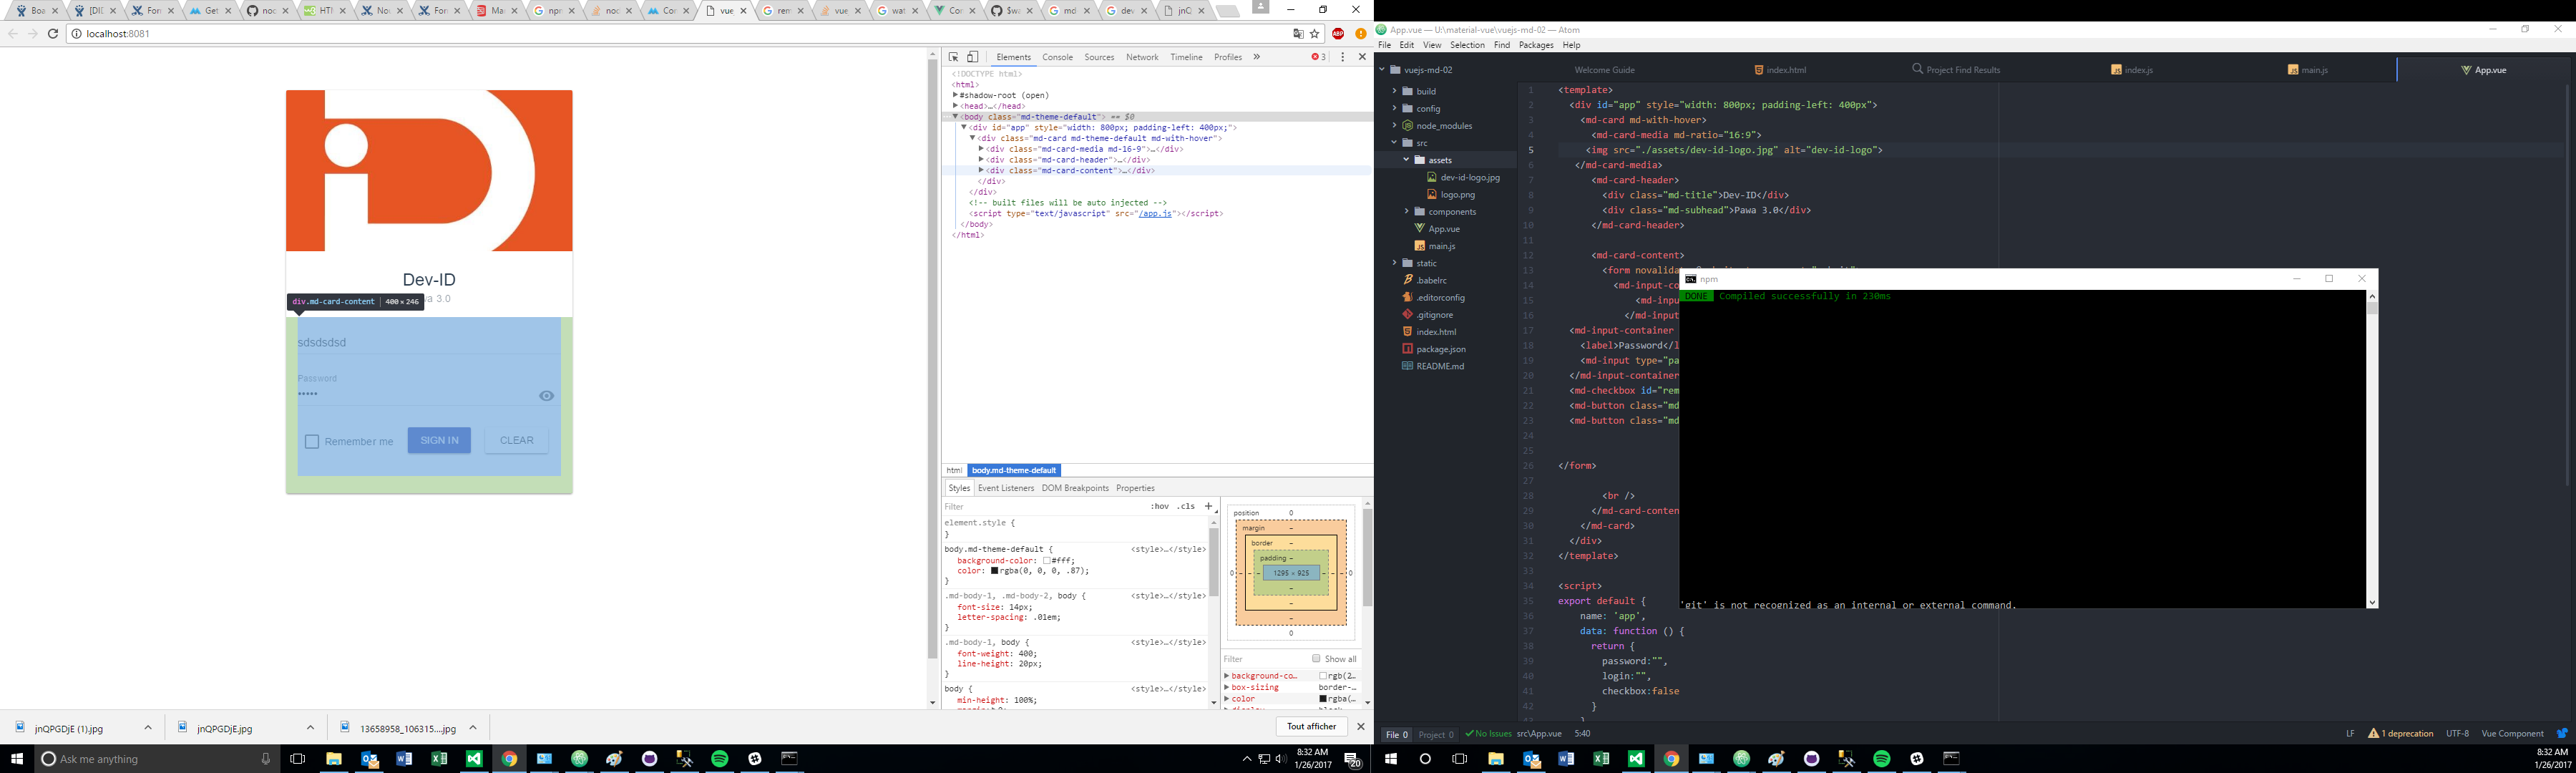 Boa
[DI[
For
Get
noc
HTI
No
For
Ma
npr
noc
Cor
vue
ren
vue
wat
Cor
$w
md
dev
jnQ
localhost:8081
Dev-ID
div.md-card-content 400 × 246
a 3.0
sdsdsdsd
Password
•••••
Remember me
SIGN IN
CLEAR
Elements
Console
Sources
Network
Timeline
Profiles
3
<!DOCTYPE html>
<html>
#shadow-root (open)
<head>…</head>
<body class="md-theme-default"> == $0
<div id="app" style="width: 800px; padding-left: 400px;">
<div class="md-card md-theme-default md-with-hover">
<div class="md-card-media md-16-9">…</div>
<div class="md-card-header">…</div>
<div class="md-card-content">…</div>
</div>
</div>
<!-- built files will be auto injected -->
<script type="text/javascript" src="/app.js"></script>
</body>
</html>
html body.md-theme-default
Styles Event Listeners DOM Breakpoints Properties
Filter :hov .cls +
element.style {
}
body.md-theme-default { <style>…</style>
background-color: #fff;
color: rgba(0, 0, 0, .87);
}
.md-body-1, .md-body-2, body { <style>…</style>
font-size: 14px;
letter-spacing: .01em;
}
.md-body-1, body { <style>…</style>
font-weight: 400;
line-height: 20px;
}
body { <style>…</style>
min-height: 100%;
position 0
margin –
border –
padding –
0 – – – 1295 × 925 – – – 0
–
–
–
0
Filter Show all
background-co… rgb(2…
box-sizing border-…
color rgba(…
jnQPGDjE (1).jpg
jnQPGDjE.jpg
13658958_106315....jpg
Tout afficher
Ask me anything
8:32 AM
1/26/2017
20
App.vue — U:\material-vue\vuejs-md-02 — Atom
File Edit View Selection Find Packages Help
vuejs-md-02
build
config
node_modules
src
assets
dev-id-logo.jpg
logo.png
components
App.vue
main.js
static
.babelrc
.editorconfig
.gitignore
index.html
package.json
README.md
Welcome Guide
index.html
Project Find Results
index.js
main.js
App.vue
1 <template>
2 <div id="app" style="width: 800px; padding-left: 400px">
3 <md-card md-with-hover>
4 <md-card-media md-ratio="16:9">
5 <img src="./assets/dev-id-logo.jpg" alt="dev-id-logo">
6 </md-card-media>
7 <md-card-header>
8 <div class="md-title">Dev-ID</div>
9 <div class="md-subhead">Pawa 3.0</div>
10 </md-card-header>
11
12 <md-card-content>
13 <form novalida
14 <md-input-co
15 <md-inpu
16 </md-input
17 <md-input-container
18 <label>Password</l
19 <md-input type="pa
20 </md-input-container
21 <md-checkbox id="rem
22 <md-button class="md
23 <md-button class="md
24
25
26 </form>
27
28 <br />
29 </md-card-conten
30 </md-card>
31 </div>
32 </template>
33
34 <script>
35 export default {
36 name: 'app',
37 data: function () {
38 return {
39 password:"",
40 login:"",
41 checkbox:false
42 }
npm
DONE Compiled successfully in 230ms
'git' is not recognized as an internal or external command,
File 0 Project 0 No Issues src\App.vue 5:40
LF 1 deprecation UTF-8 Vue Component
8:32 AM
1/26/2017